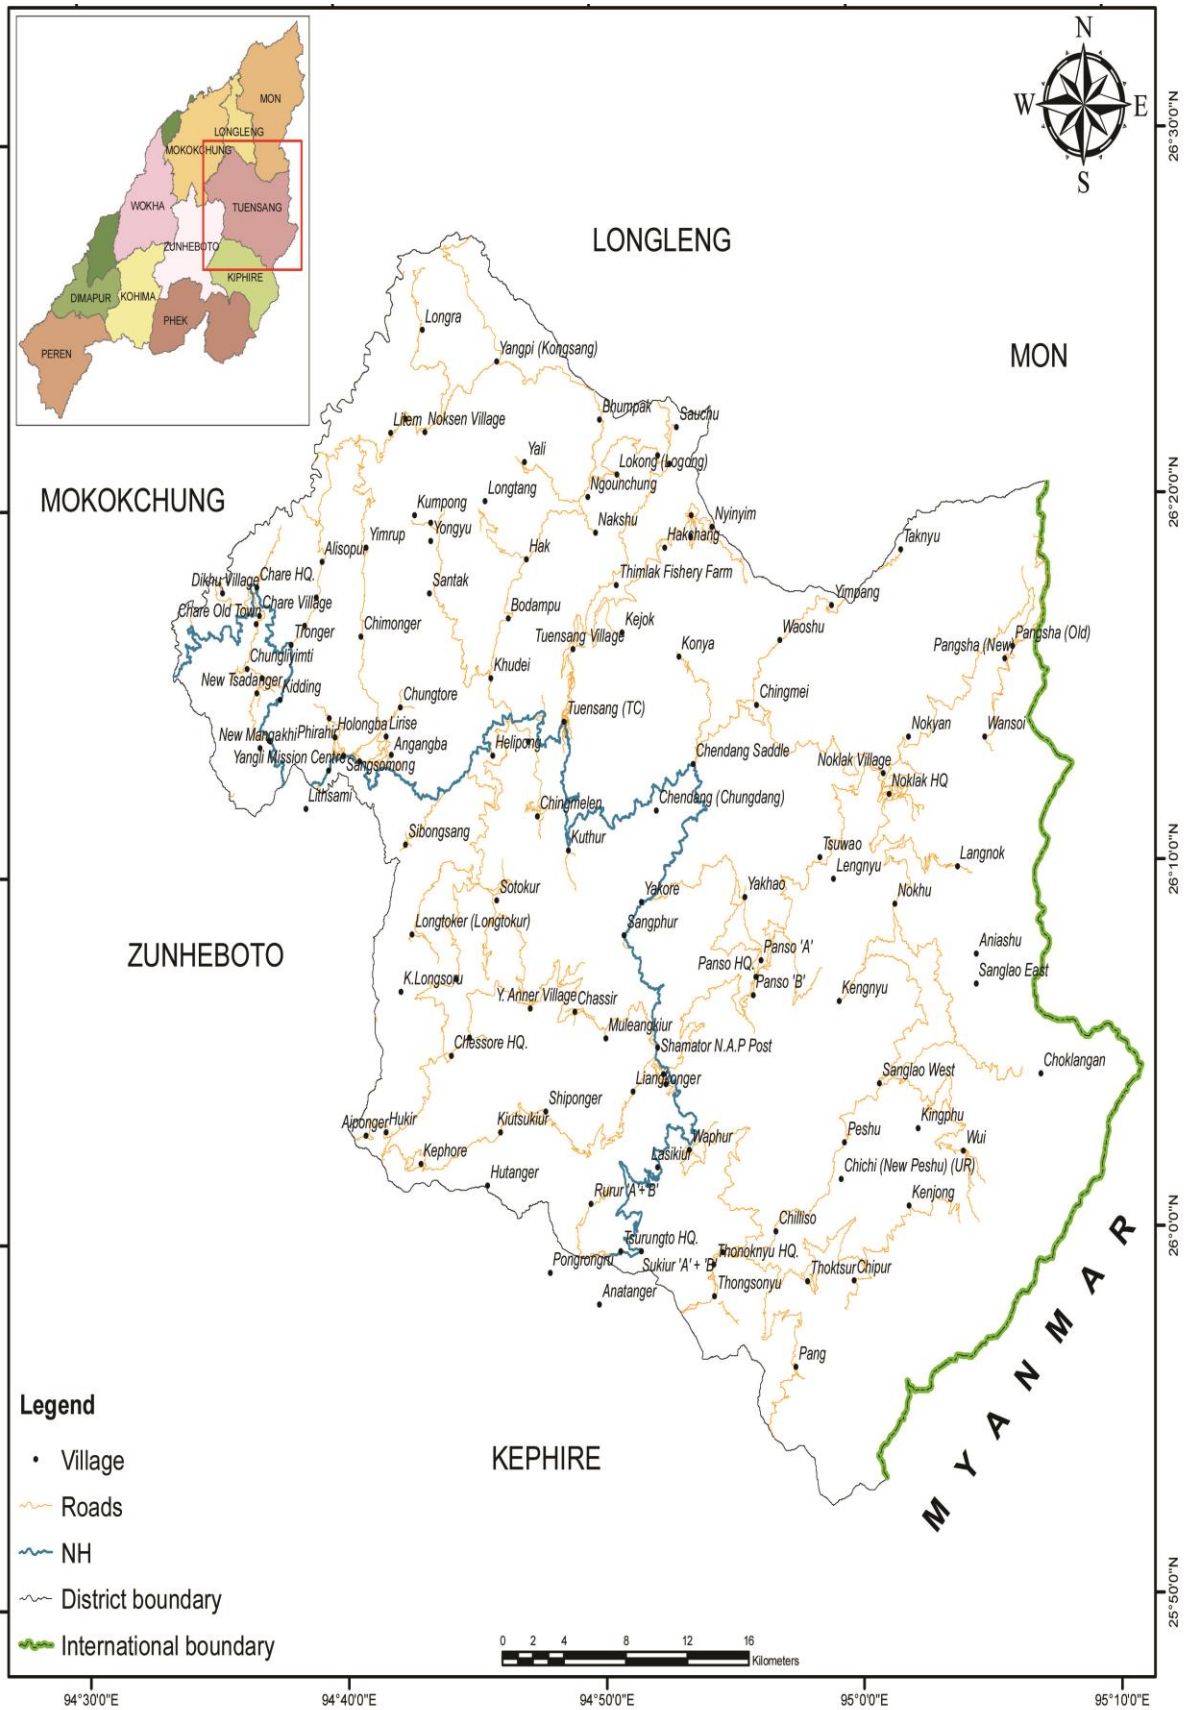 N
W
E
S
MON
LONGLENG
MOKOKCHUNG
WOKHA
TUENSANG
ZUNHEBOTO
KIPHIRE
DIMAPUR
KOHIMA
PHEK
PEREN
LONGLENG
MON
MOKOKCHUNG
ZUNHEBOTO
KEPHIRE
MYANMAR
Longra
Yangpi (Kongsang)
Bhumpak
Sauchu
Litem
Noksen Village
Yali
Lokong (Logong)
Ngounchung
Longtang
Kumpong
Yongyu
Nakshu
Nyinyim
Hakchang
Taknyu
Yimrup
Alisopur
Hak
Chare HQ.
Dikhu Village
Santak
Thimlak Fishery Farm
Yimpang
Chare Village
Chare Old Town
Bodampu
Tronger
Chimonger
Kejok
Tuensang Village
Waoshu
Pangsha (Old)
Pangsha (New)
Konya
Chungliyimti
Khudei
New Tsadanger
Kidding
Chungtore
Chingmei
Tuensang (TC)
Nokyan
Wansoi
New Mangakhi
Phirahir
Holongba
Lirise
Helipong
Angangba
Yangli Mission Centre
Sangsomong
Chendang Saddle
Noklak Village
Noklak HQ
Lithsami
Chingmelen
Chendang (Chungdang)
Sibongsang
Kuthur
Tsuwao
Langnok
Lengnyu
Sotokur
Yakore
Yakhao
Nokhu
Longtoker (Longtokur)
Sangphur
Panso 'A'
Aniashu
Panso HQ.
Sanglao East
K.Longsoru
Panso 'B'
Kengnyu
Y. Anner Village
Chassir
Muleangkiur
Chessore HQ.
Shamator N.A.P Post
Choklangan
Sanglao West
Liangkonger
Shiponger
Kingphu
Aiponger
Hukir
Kiutsukiur
Waphur
Peshu
Wui
Kephore
Lasikiur
Chichi (New Peshu) (UR)
Hutanger
Rurur 'A'+ B'
Kenjong
Chilliso
Tsurungto HQ.
Thonoknyu HQ.
Pongrongru
Sukiur 'A' + 'B'
Thoktsur
Chipur
Anatanger
Thongsonyu
Pang
Legend
Village
Roads
NH
District boundary
International boundary
0 2 4 8 12 16
Kilometers
94°30'0"E
94°40'0"E
94°50'0"E
95°0'0"E
95°10'0"E
26°30'0"N
26°20'0"N
26°10'0"N
26°0'0"N
25°50'0"N